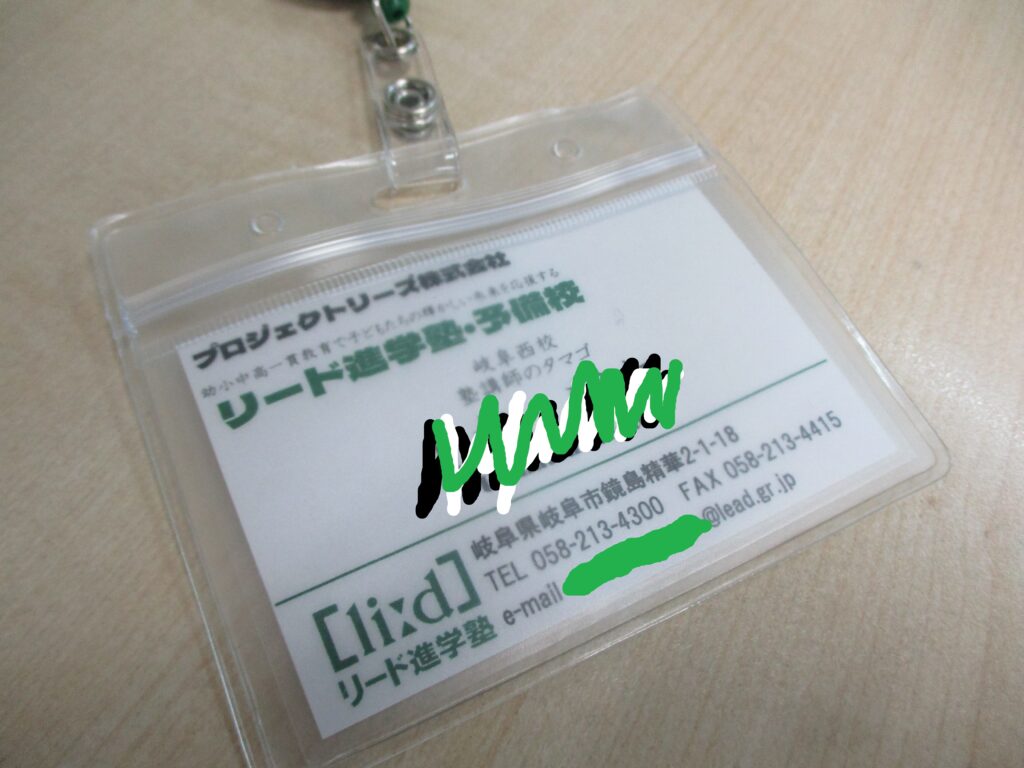 プロジェクトリーズ株式会社
幼小中高一貫教育で子どもたちの輝かしい未来を応援する
リード進学塾・予備校
岐阜西校
塾講師のタマゴ
岐阜県岐阜市鏡島精華2-1-18
TEL 058-213-4300 FAX 058-213-4415
e-mail @lead.gr.jp
[li:d]
リード進学塾